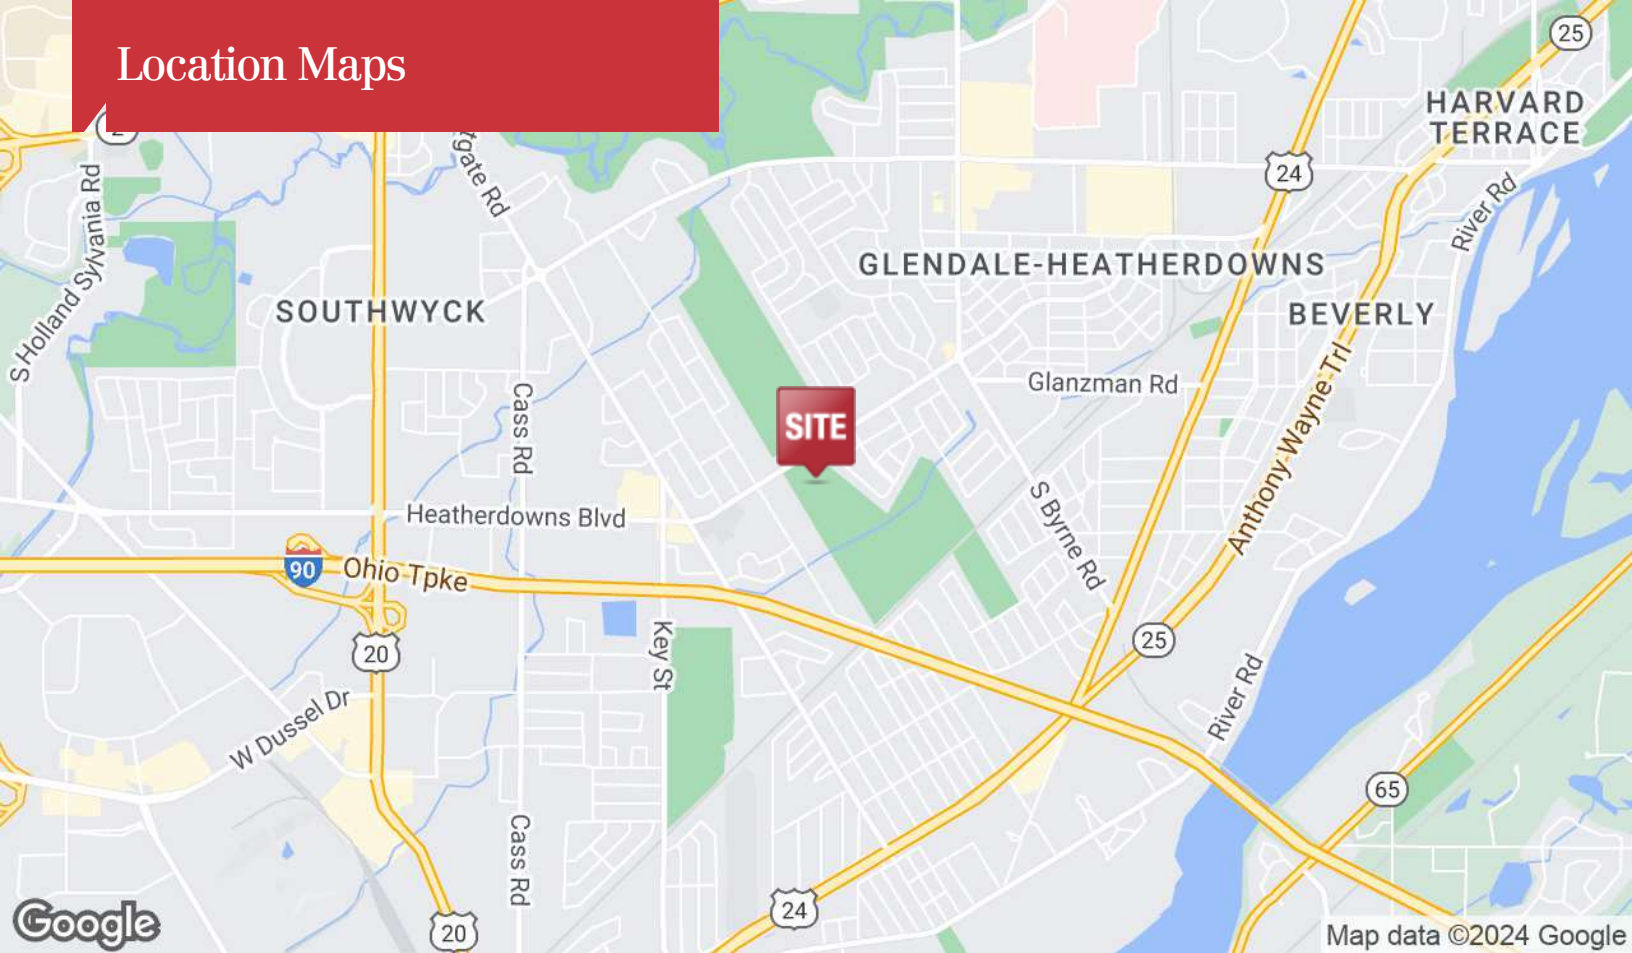 Location Maps
25
HARVARD
TERRACE
24
tgate Rd
S Holland Sylvania Rd
River Rd
GLENDALE-HEATHERDOWNS
SOUTHWYCK
BEVERLY
Glanzman Rd
Cass Rd
SITE
Anthony Wayne Trl
S Byrne Rd
Heatherdowns Blvd
90
Ohio Tpke
20
Key St
25
River Rd
W Dussel Dr
65
Cass Rd
24
20
Google
Map data ©2024 Google